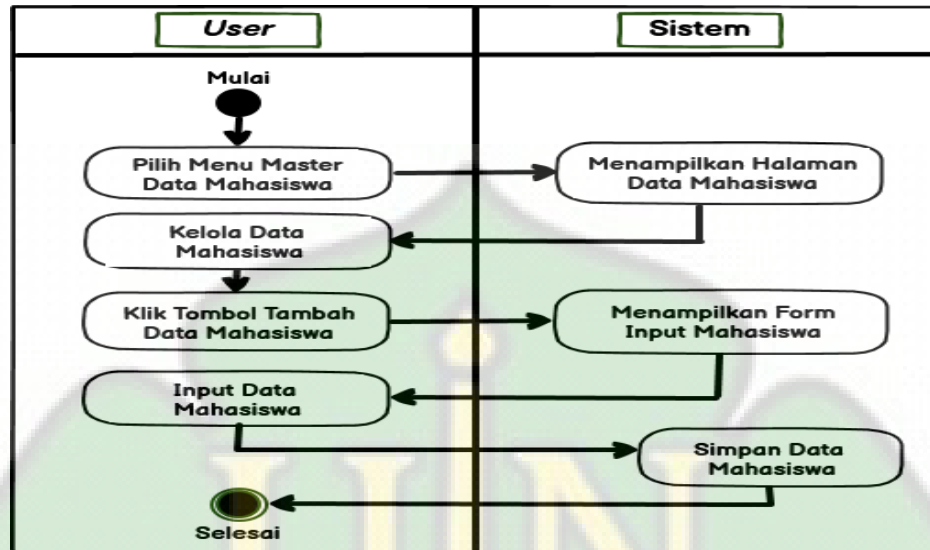 User
Sistem
Mulai
Pilih Menu Master
Data Mahasiswa
Menampilkan Halaman
Data Mahasiswa
Kelola Data
Mahasiswa
Klik Tombol Tambah
Data Mahasiswa
Menampilkan Form
Input Mahasiswa
Input Data
Mahasiswa
Simpan Data
Mahasiswa
Selesai
UIN